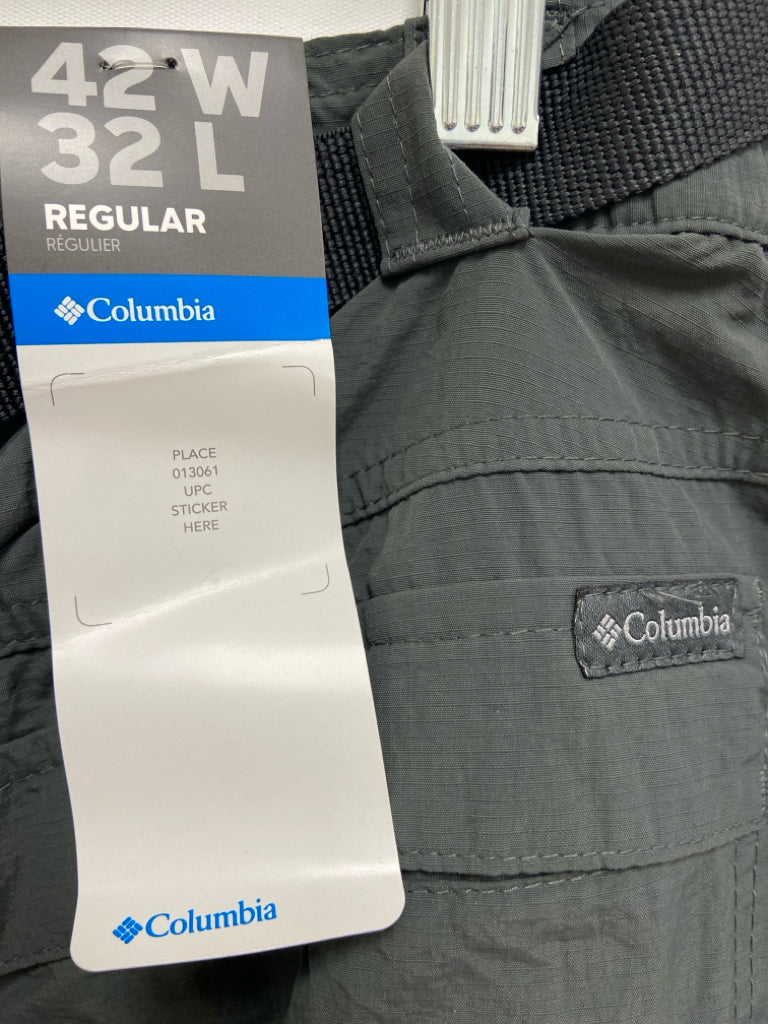 42 W
32 L
REGULAR
RÉGULIER
Columbia
PLACE
013061
UPC
STICKER
HERE
Columbia
Columbia